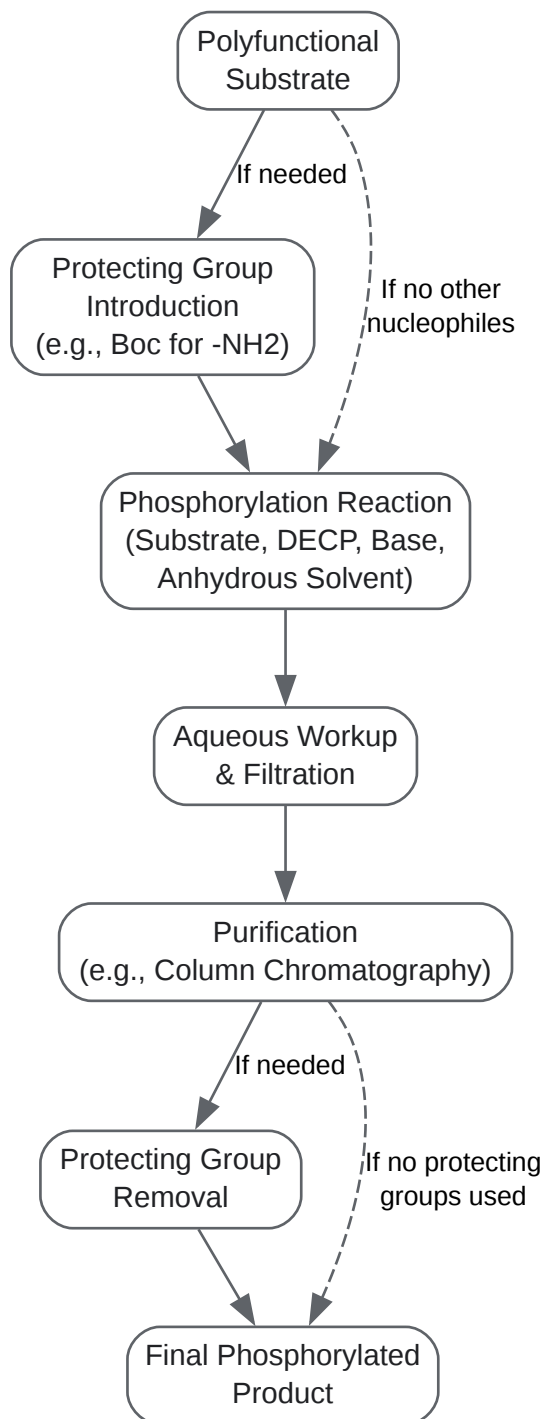 Polyfunctional
Substrate
If needed
Protecting Group
Introduction
(e.g., Boc for -NH2)
If no other
nucleophiles
Phosphorylation Reaction
(Substrate, DECP, Base,
Anhydrous Solvent)
Aqueous Workup
& Filtration
Purification
(e.g., Column Chromatography)
If needed
Protecting Group
Removal
If no protecting
groups used
Final Phosphorylated
Product